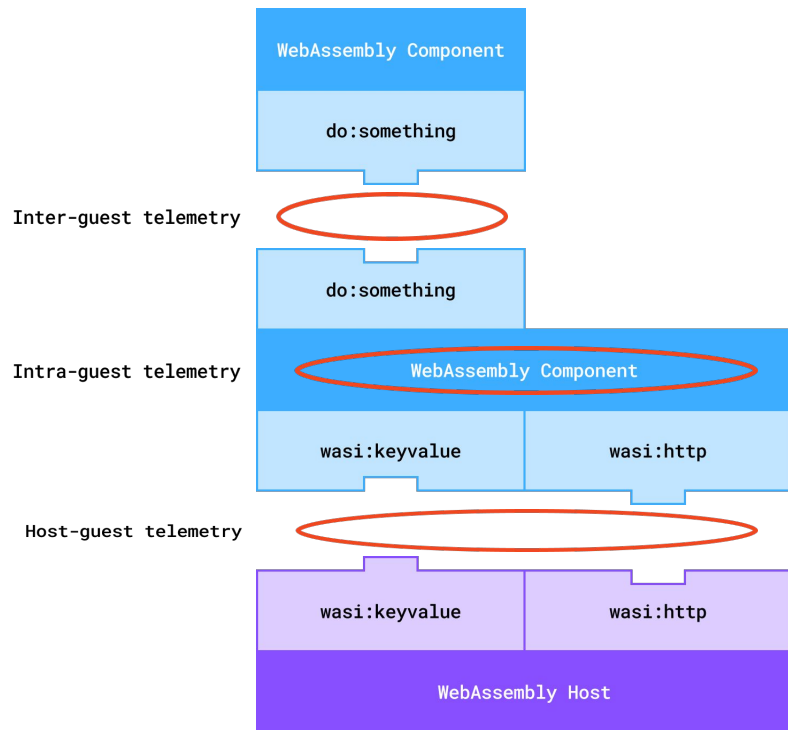 WebAssembly Component
do:something
Inter-guest telemetry
do:something
Intra-guest telemetry
WebAssembly Component
wasi:keyvalue
wasi:http
Host-guest telemetry
wasi:keyvalue
wasi:http
WebAssembly Host